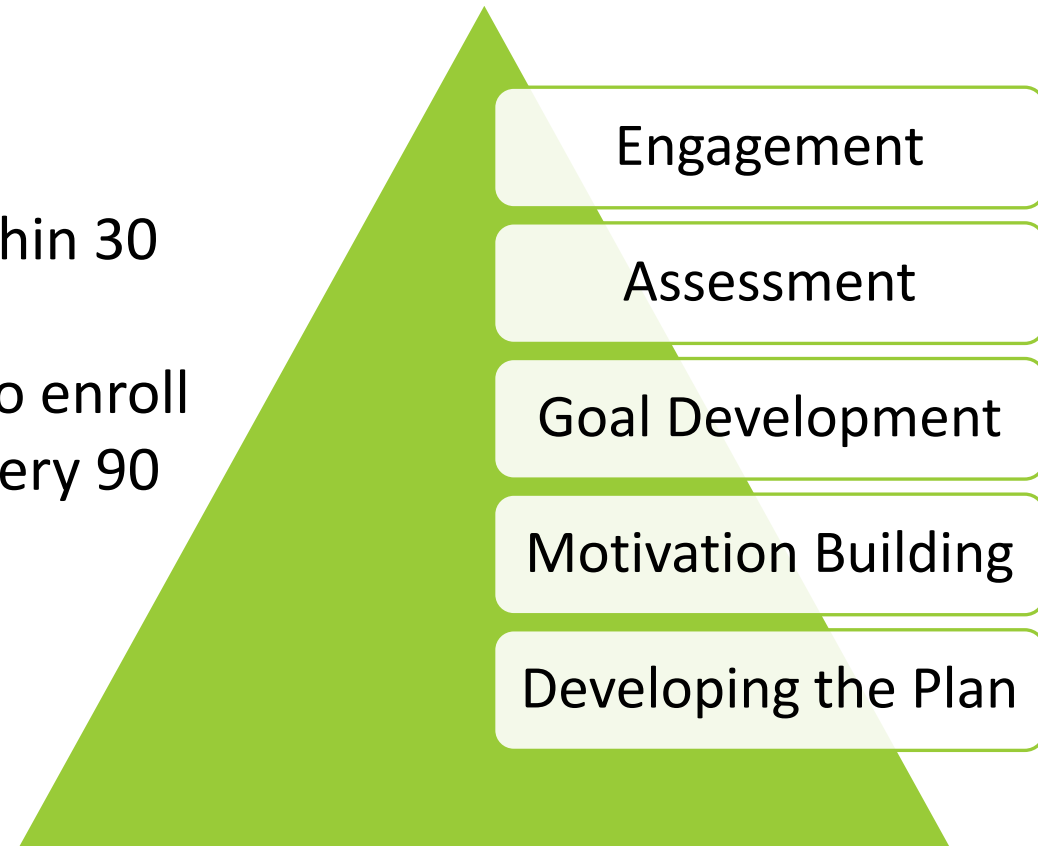 hin 30
o enroll
ery 90
Engagement
Assessment
Goal Development
Motivation Building
Developing the Plan